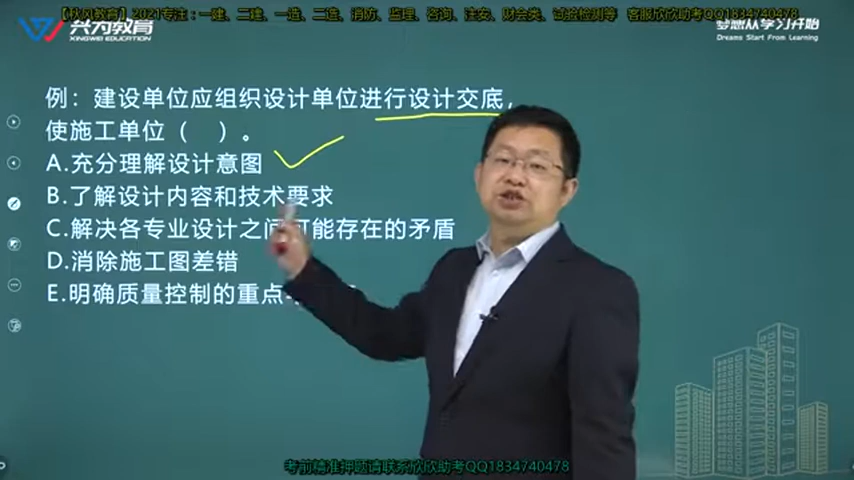 【秋风教育】2021专注：一建、二建、一造、二造、消防、监理、咨询、注安、财会类、试验检测等 客服欣欣助考QQ1834740478
兴为教育
XINGWEI EDUCATION
梦想从学习开始
Dreams Start From Learning
例：建设单位应组织设计单位进行设计交底，
使施工单位（ ）。
A.充分理解设计意图
B.了解设计内容和技术要求
C.解决各专业设计之间可能存在的矛盾
D.消除施工图差错
E.明确质量控制的重点
考前精准押题请联系欣欣助考QQ1834740478